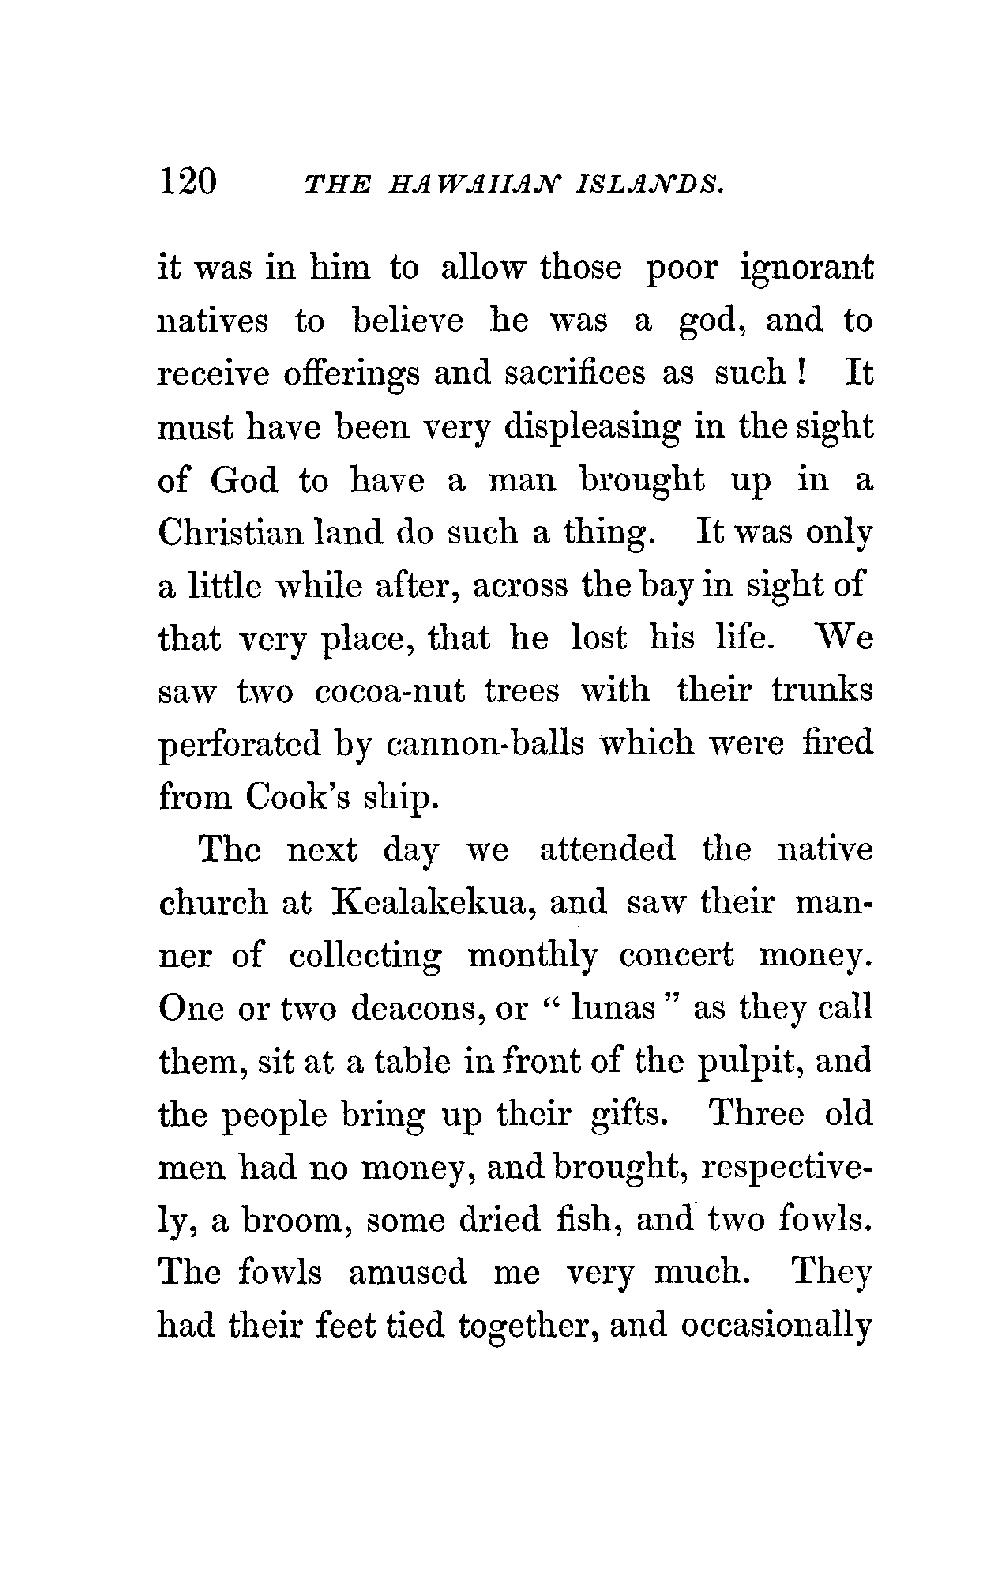 120 THE HAWAIIAN ISLANDS.
it was in him to allow those poor ignorant
natives to believe he was a god, and to
receive offerings and sacrifices as such ! It
must have been very displeasing in the sight
of God to have a man brought up in a
Christian land do such a thing. It was only
a little while after, across the bay in sight of
that very place, that he lost his life. We
saw two cocoa-nut trees with their trunks
perforated by cannon-balls which were fired
from Cook's ship.
The next day we attended the native
church at Kealakekua, and saw their man-
ner of collecting monthly concert money.
One or two deacons, or “ lunas ” as they call
them, sit at a table in front of the pulpit, and
the people bring up their gifts. Three old
men had no money, and brought, respective-
ly, a broom, some dried fish, and two fowls.
The fowls amused me very much. They
had their feet tied together, and occasionally